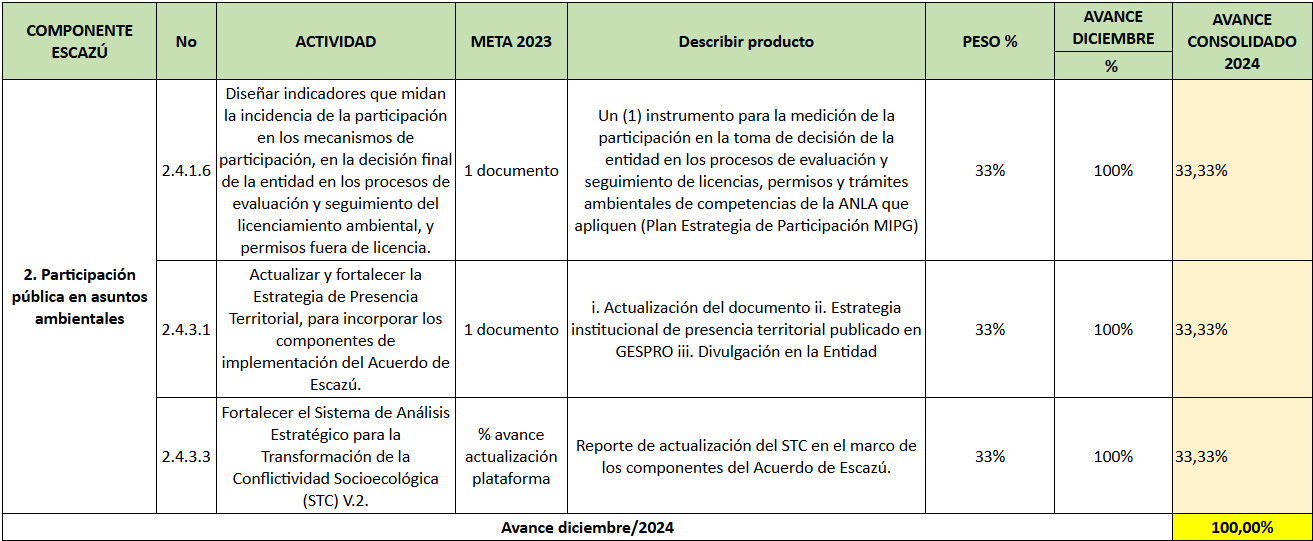 COMPONENTE
ESCAZÚ
No
ACTIVIDAD
META 2023
Describir producto
PESO %
AVANCE
DICIEMBRE
%
AVANCE
CONSOLIDADO
2024
2. Participación
pública en asuntos
ambientales
2.4.1.6
Diseñar indicadores que midan
la incidencia de la participación
en los mecanismos de
participación, en la decisión final
de la entidad en los procesos de
evaluación y seguimiento del
licenciamiento ambiental, y
permisos fuera de licencia.
1 documento
Un (1) instrumento para la medición de la
participación en la toma de decisión de la
entidad en los procesos de evaluación y
seguimiento de licencias, permisos y trámites
ambientales de competencias de la ANLA que
apliquen (Plan Estrategia de Participación MIPG)
33%
100%
33,33%
2.4.3.1
Actualizar y fortalecer la
Estrategia de Presencia
Territorial, para incorporar los
componentes de
implementación del Acuerdo de
Escazú.
1 documento
i. Actualización del documento ii. Estrategia
institucional de presencia territorial publicado en
GESPRO iii. Divulgación en la Entidad
33%
100%
33,33%
2.4.3.3
Fortalecer el Sistema de Análisis
Estratégico para la
Transformación de la
Conflictividad Socioecológica
(STC) V.2.
% avance
actualización
plataforma
Reporte de actualización del STC en el marco de
los componentes del Acuerdo de Escazú.
33%
100%
33,33%
Avance diciembre/2024
100,00%